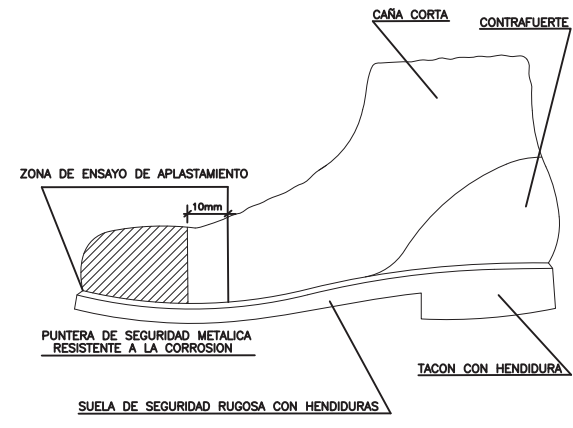 CAÑA CORTA
CONTRAFUERTE
ZONA DE ENSAYO DE APLASTAMIENTO
10mm
PUNTERA DE SEGURIDAD METALICA
RESISTENTE A LA CORROSION
TACON CON HENDIDURA
SUELA DE SEGURIDAD RUGOSA CON HENDIDURAS